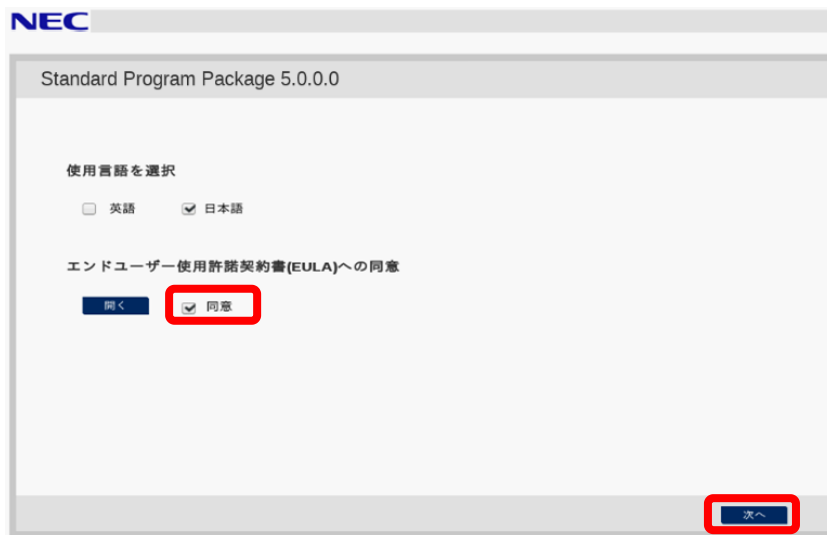 NEC
Standard Program Package 5.0.0.0
使用言語を選択
英語 日本語
エンドユーザー使用許諾契約書(EULA)への同意
開く 同意
次へ